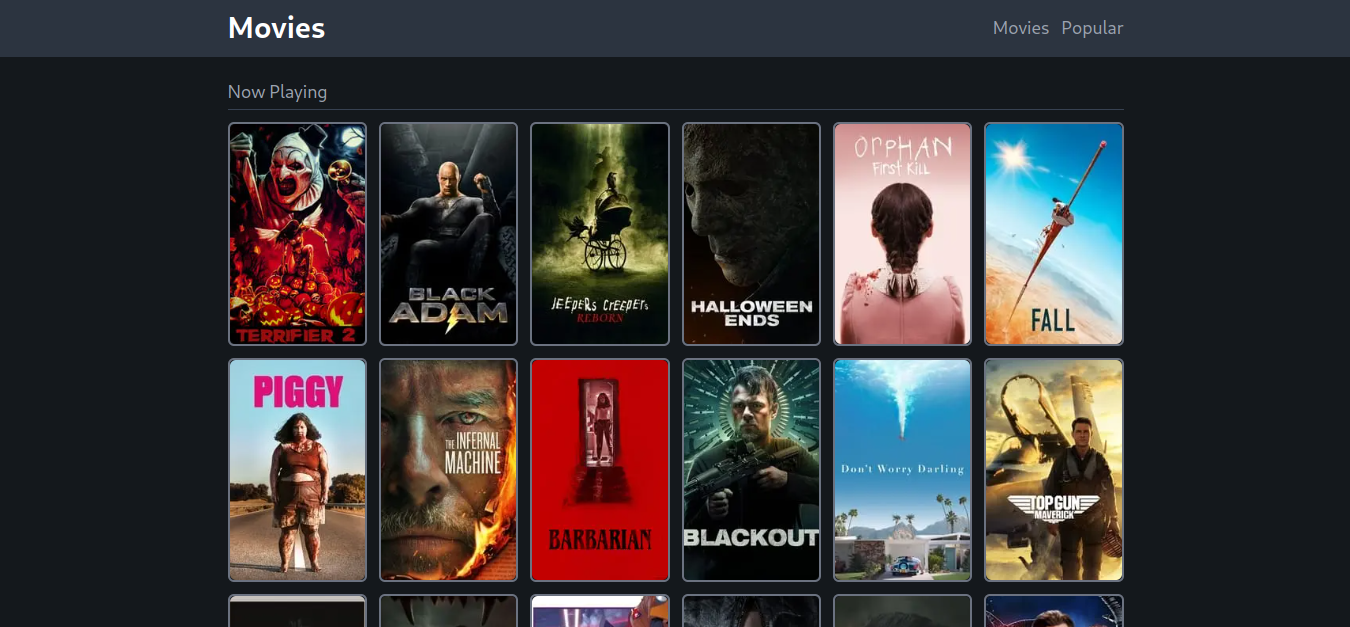 Movies
Movies Popular
Now Playing
TERRIFIER 2
BLACK
ADAM
JEEPERS CREEPERS
REBORN
HALLOWEEN
ENDS
ORPHAN
First Kill
FALL
PIGGY
THE INFERNAL
MACHINE
BARBARIAN
BLACKOUT
Don't Worry Darling
TOP GUN
MAVERICK